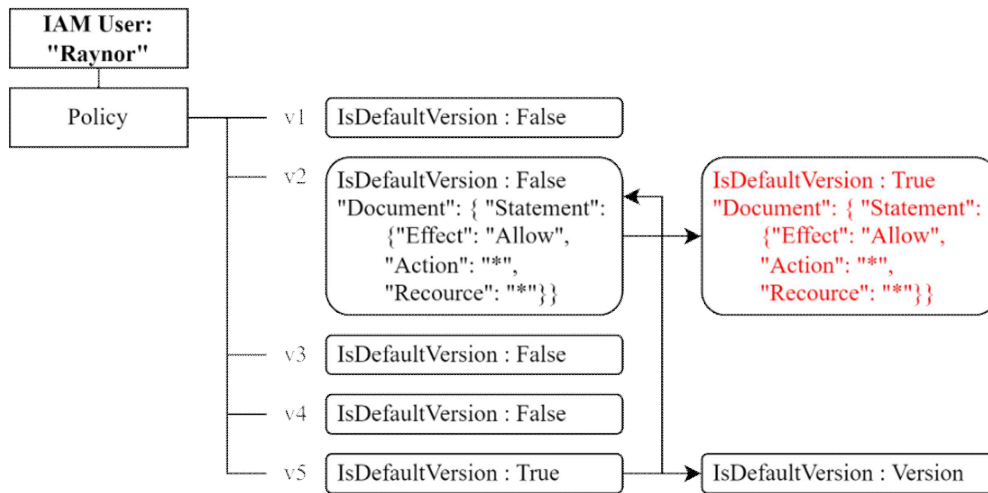 IAM User:
"Raynor"
Policy
v1
IsDefaultVersion : False
v2
IsDefaultVersion : False
"Document": { "Statement":
{"Effect": "Allow",
"Action": "*",
"Recource": "*"}}
IsDefaultVersion : True
"Document": { "Statement":
{"Effect": "Allow",
"Action": "*",
"Recource": "*"}}
v3
IsDefaultVersion : False
v4
IsDefaultVersion : False
v5
IsDefaultVersion : True
IsDefaultVersion : Version